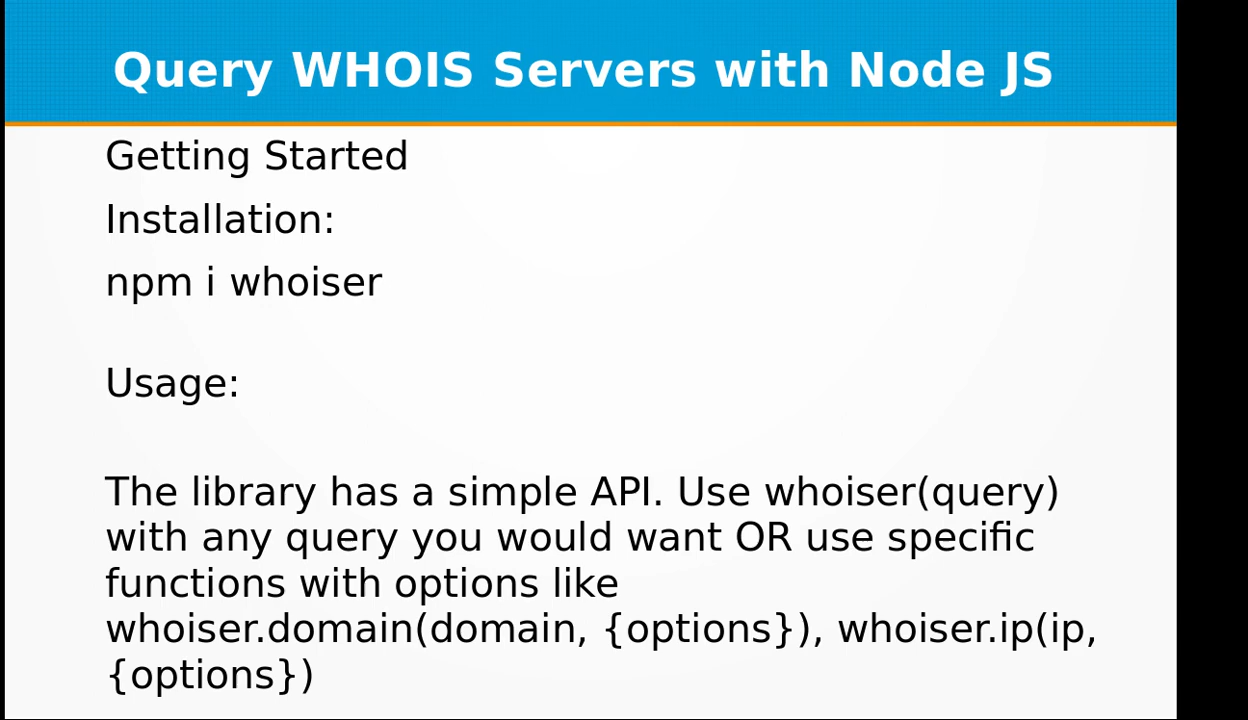 Query WHOIS Servers with Node JS
Getting Started
Installation:
npm i whoiser
Usage:
The library has a simple API. Use whoiser(query)
with any query you would want OR use specific
functions with options like
whoiser.domain(domain, {options}), whoiser.ip(ip,
{options})